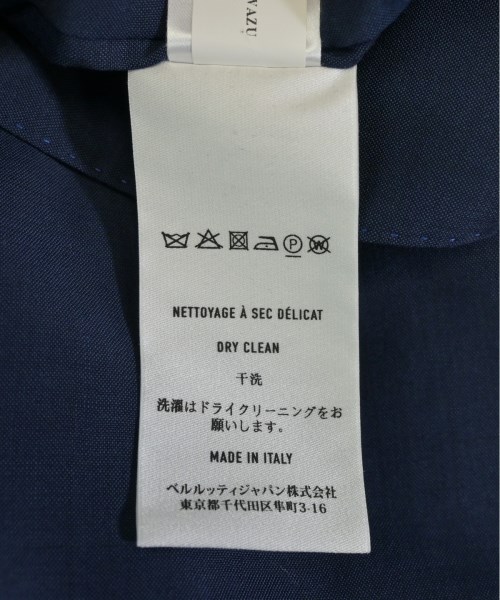 WAZU
P
W
NETTOYAGE À SEC DÉLICAT
DRY CLEAN
干洗
洗濯はドライクリーニングをお
願いします。
MADE IN ITALY
ベルルッティジャパン株式会社
東京都千代田区隼町3-16